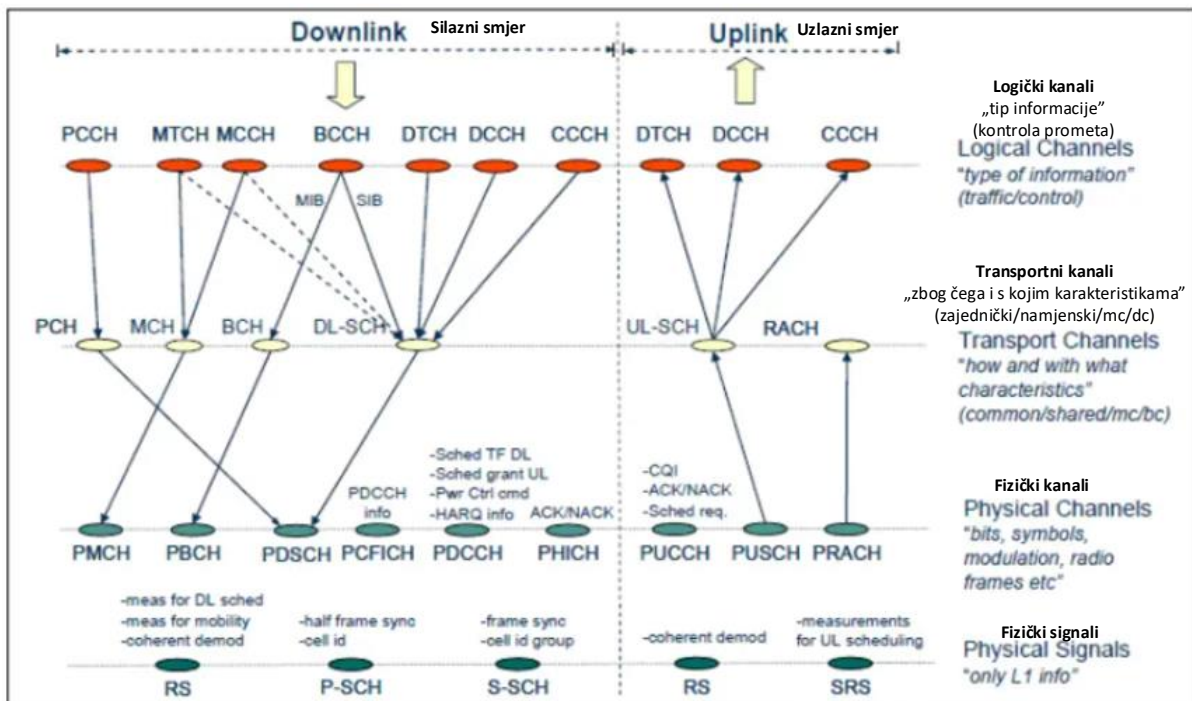 Downlink Silazni smjer
Uplink Uzlazni smjer
PCCH MTCH MCCH BCCH DTCH DCCH CCCH DTCH DCCH CCCH
Logički kanali
„tip informacije”
(kontrola prometa)
Logical Channels
"type of information"
(traffic/control)
MIB SIB
PCH MCH BCH DL-SCH UL-SCH RACH
Transportni kanali
„zbog čega i s kojim karakteristikama”
(zajednički/namjenski/mc/dc)
Transport Channels
"how and with what
characteristics"
(common/shared/mc/bc)
PDCCH
info
-Sched TF DL
-Sched grant UL
-Pwr Ctrl cmd
-HARQ info
ACK/NACK
-CQI
-ACK/NACK
-Sched req.
PMCH PBCH PDSCH PCFICH PDCCH PHICH PUCCH PUSCH PRACH
Fizički kanali
Physical Channels
"bits, symbols,
modulation, radio
frames etc"
-meas for DL sched
-meas for mobility
-coherent demod
-half frame sync
-cell id
-frame sync
-cell id group
-coherent demod
-measurements
for UL scheduling
RS P-SCH S-SCH RS SRS
Fizički signali
Physical Signals
"only L1 info"